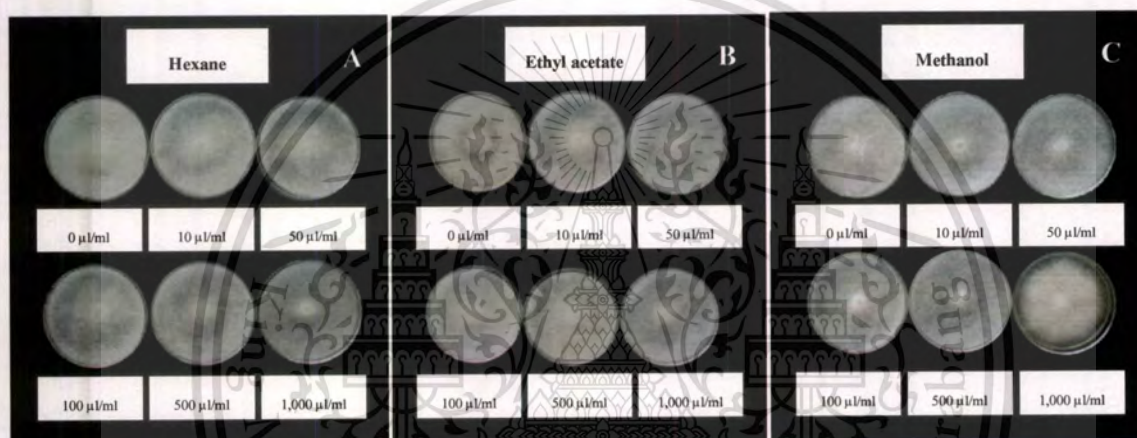 Hexane
A
0 µl/ml
10 µl/ml
50 µl/ml
100 µl/ml
500 µl/ml
1,000 µl/ml
Ethyl acetate
B
0 µl/ml
10 µl/ml
50 µl/ml
100 µl/ml
500 µl/ml
1,000 µl/ml
Methanol
C
0 µl/ml
10 µl/ml
50 µl/ml
100 µl/ml
500 µl/ml
1,000 µl/ml